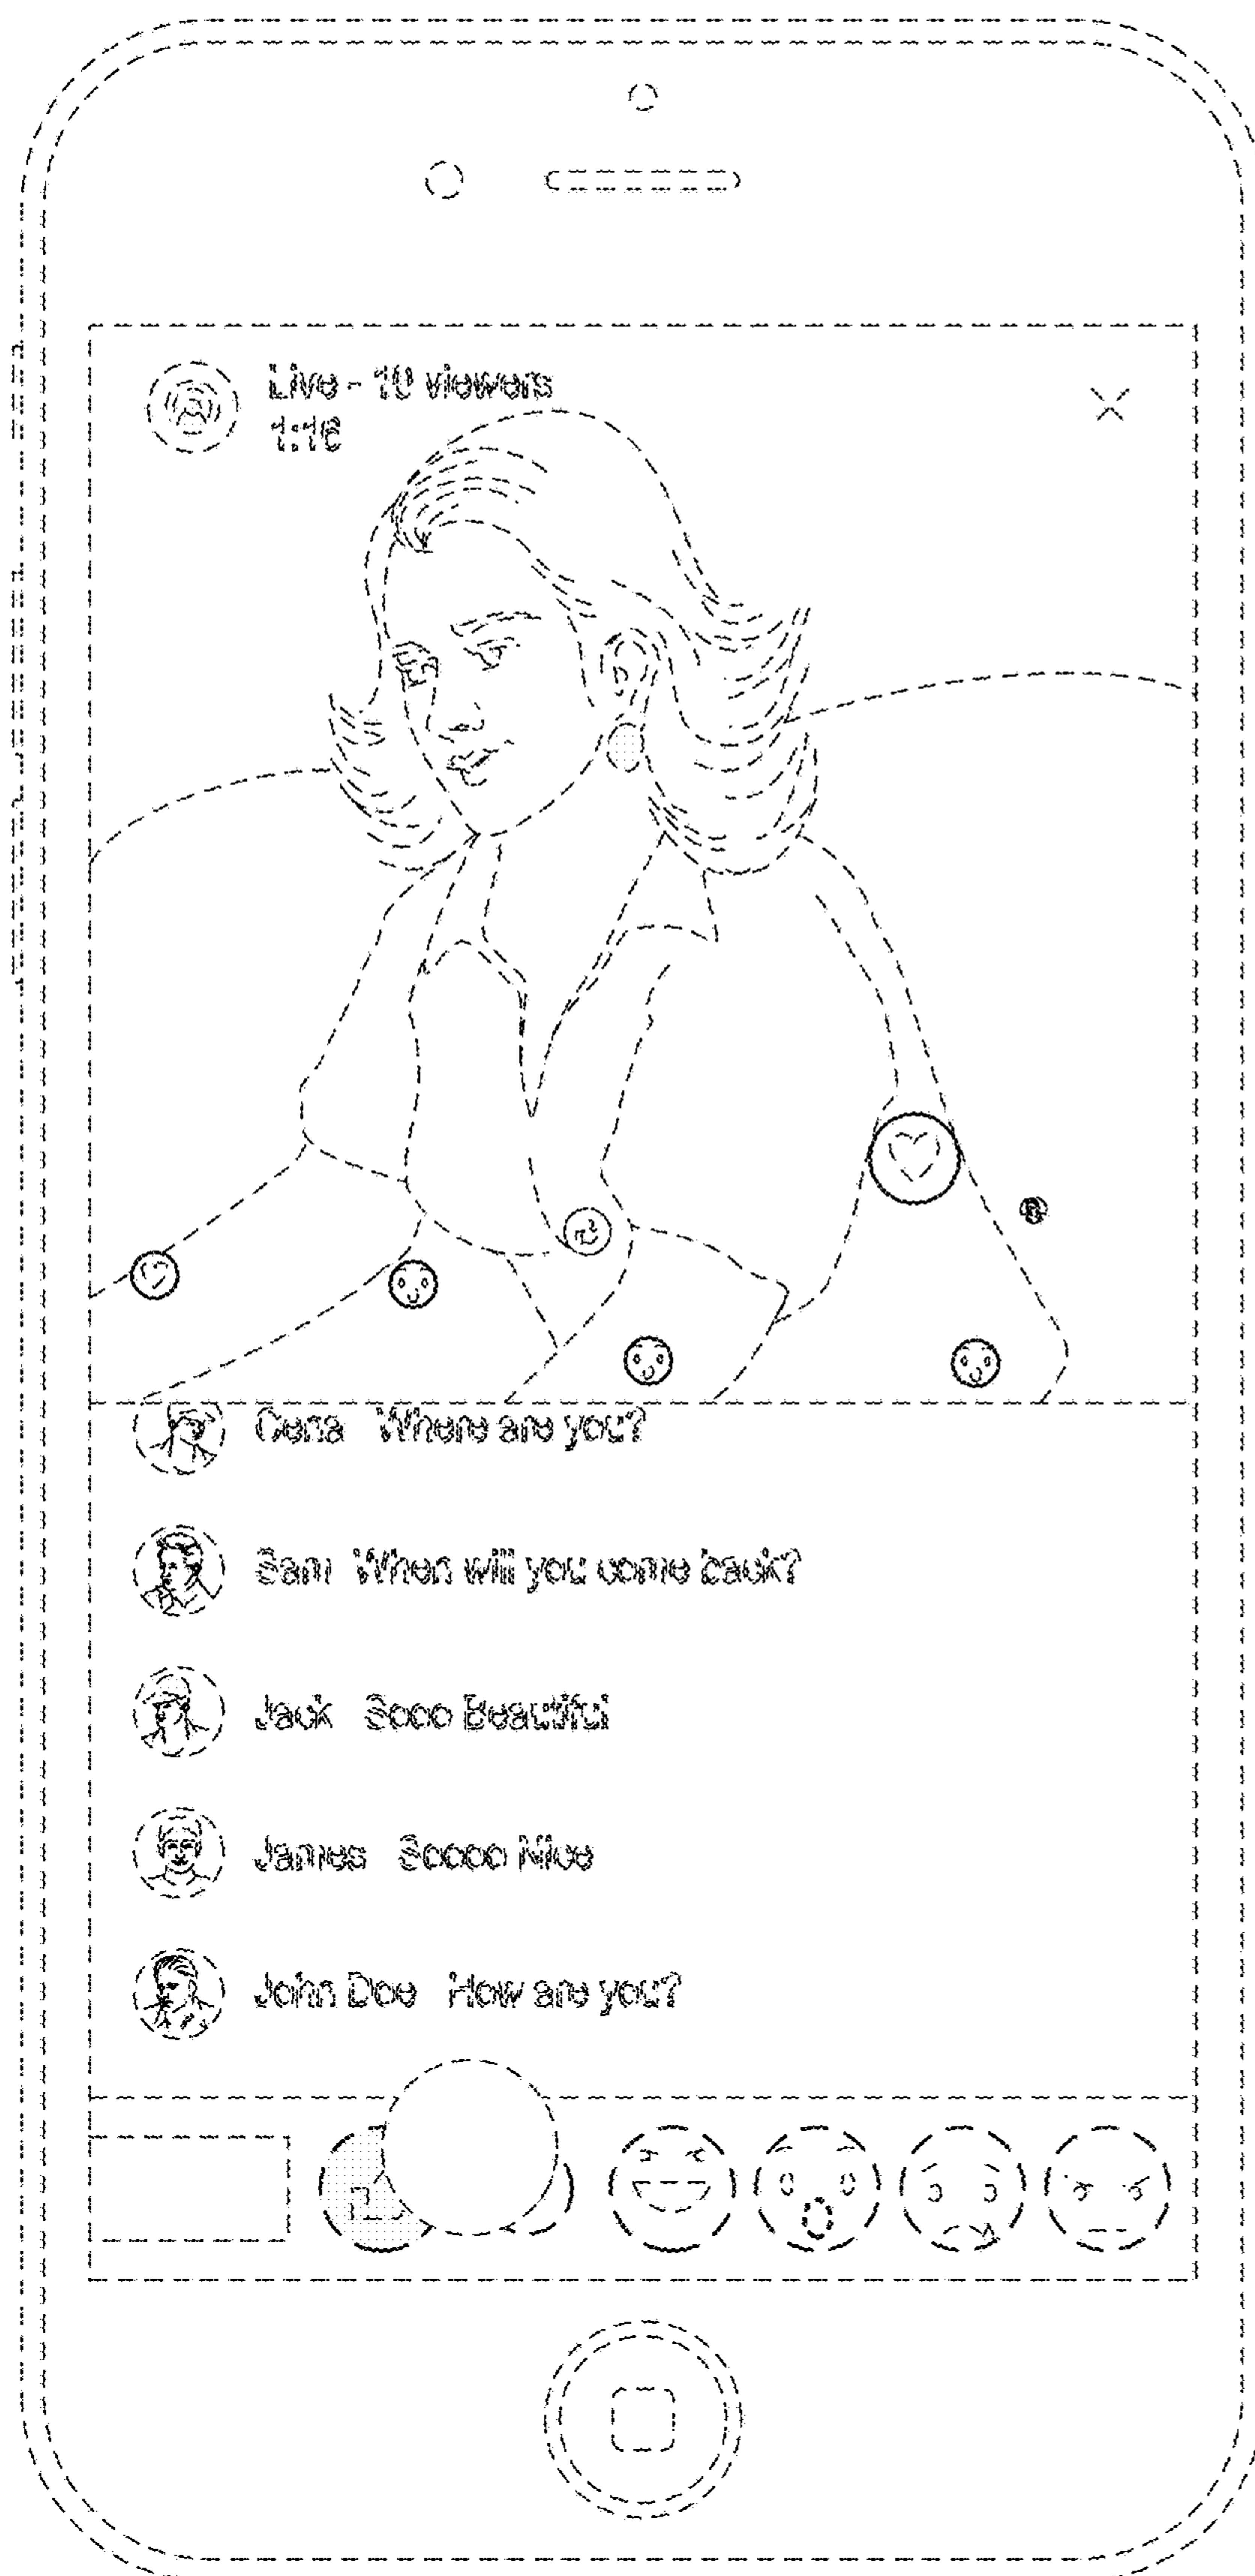 Live - 10 viewers
1:16
Cena Where are you?
Sam When will you come back?
Jack Sooo Beautiful
James Soooo Nice
John Doe How are you?